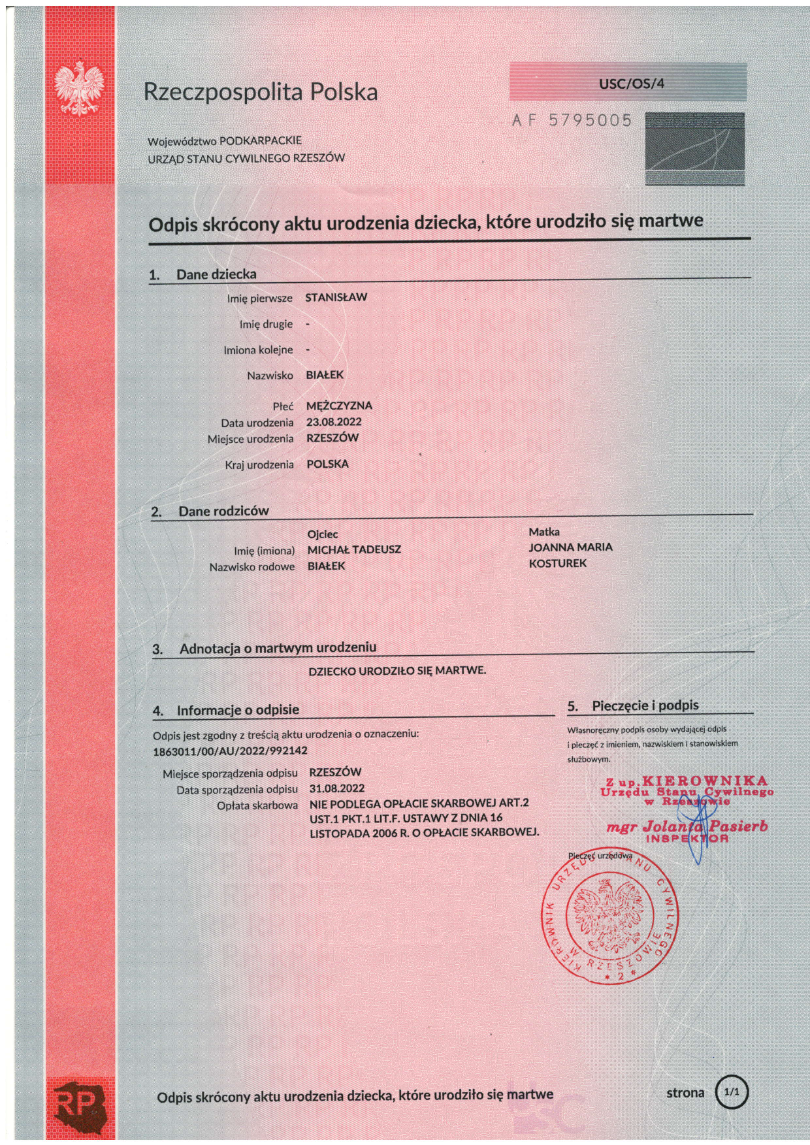 Rzeczpospolita Polska
USC/OS/4
AF 5795005
Województwo PODKARPACKIE
URZĄD STANU CYWILNEGO RZESZÓW
Odpis skrócony aktu urodzenia dziecka, które urodziło się martwe
1. Dane dziecka
Imię pierwsze STANISŁAW
Imię drugie -
Imiona kolejne -
Nazwisko BIAŁEK
Płeć MĘŻCZYZNA
Data urodzenia 23.08.2022
Miejsce urodzenia RZESZÓW
Kraj urodzenia POLSKA
2. Dane rodziców
Ojciec Matka
Imię (imiona) MICHAŁ TADEUSZ JOANNA MARIA
Nazwisko rodowe BIAŁEK KOSTUREK
3. Adnotacja o martwym urodzeniu
DZIECKO URODZIŁO SIĘ MARTWE.
4. Informacje o odpisie
Odpis jest zgodny z treścią aktu urodzenia o oznaczeniu:
1863011/00/AU/2022/992142
Miejsce sporządzenia odpisu RZESZÓW
Data sporządzenia odpisu 31.08.2022
Opłata skarbowa NIE PODLEGA OPŁACIE SKARBOWEJ ART.2
UST.1 PKT.1 LIT.F. USTAWY Z DNIA 16
LISTOPADA 2006 R. O OPŁACIE SKARBOWEJ.
5. Pieczęcie i podpis
Własnoręczny podpis osoby wydającej odpis
i pieczęć z imieniem, nazwiskiem i stanowiskiem
służbowym.
Z up. KIEROWNIKA
Urzędu Stanu Cywilnego
w Rzeszowie
mgr Jolanta Pasierb
INSPEKTOR
Pieczęć urzędowa
KIEROWNIK URZĘDU STANU CYWILNEGO
W RZESZOWIE
* 2 *
RP
Odpis skrócony aktu urodzenia dziecka, które urodziło się martwe
USC
strona 1/1